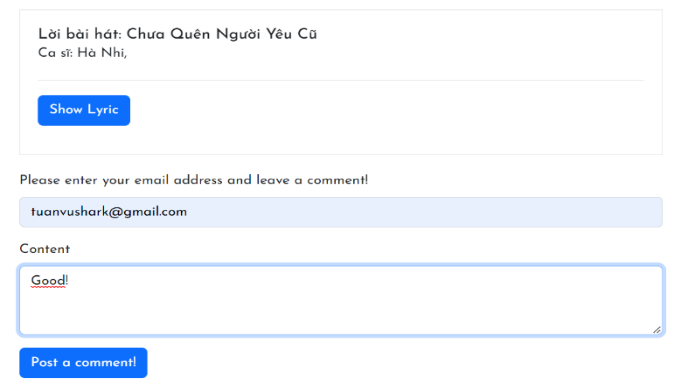 Lời bài hát: Chưa Quên Người Yêu Cũ
Ca sĩ: Hà Nhi,
Show Lyric
Please enter your email address and leave a comment!
tuanvushark@gmail.com
Content
Good!
Post a comment!